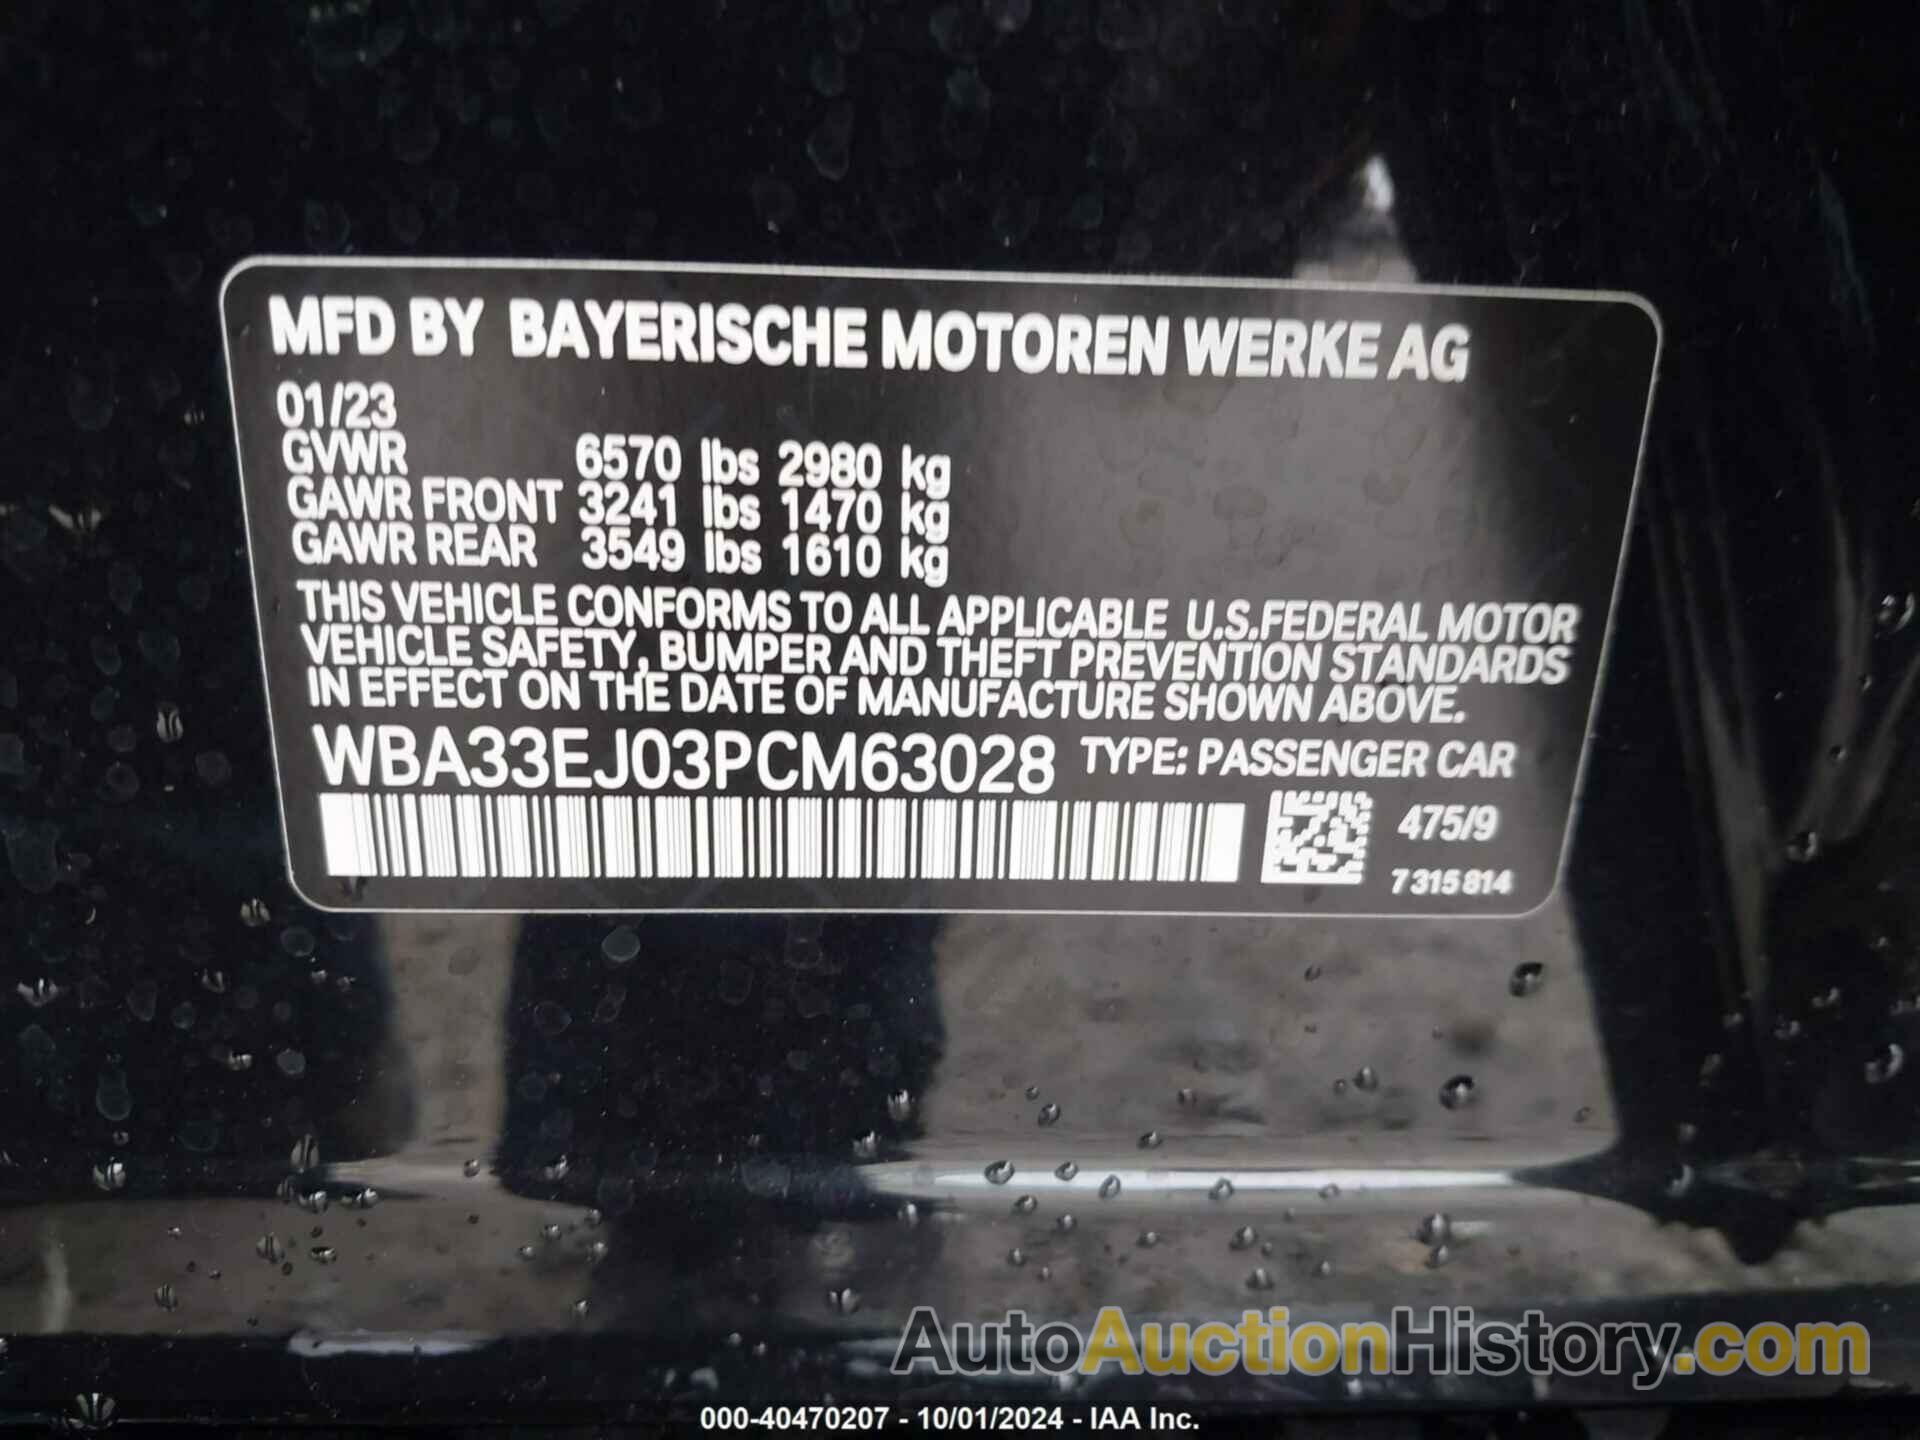 MFD BY BAYERISCHE MOTOREN WERKE AG
01/23
GVWR 6570 lbs 2980 kg
GAWR FRONT 3241 lbs 1470 kg
GAWR REAR 3549 lbs 1610 kg
THIS VEHICLE CONFORMS TO ALL APPLICABLE U.S.FEDERAL MOTOR
VEHICLE SAFETY, BUMPER AND THEFT PREVENTION STANDARDS
IN EFFECT ON THE DATE OF MANUFACTURE SHOWN ABOVE.
WBA33EJ03PCM63028 TYPE: PASSENGER CAR
475/9
7 315 814
AutoAuctionHistory.com
000-40470207 - 10/01/2024 - IAA Inc.